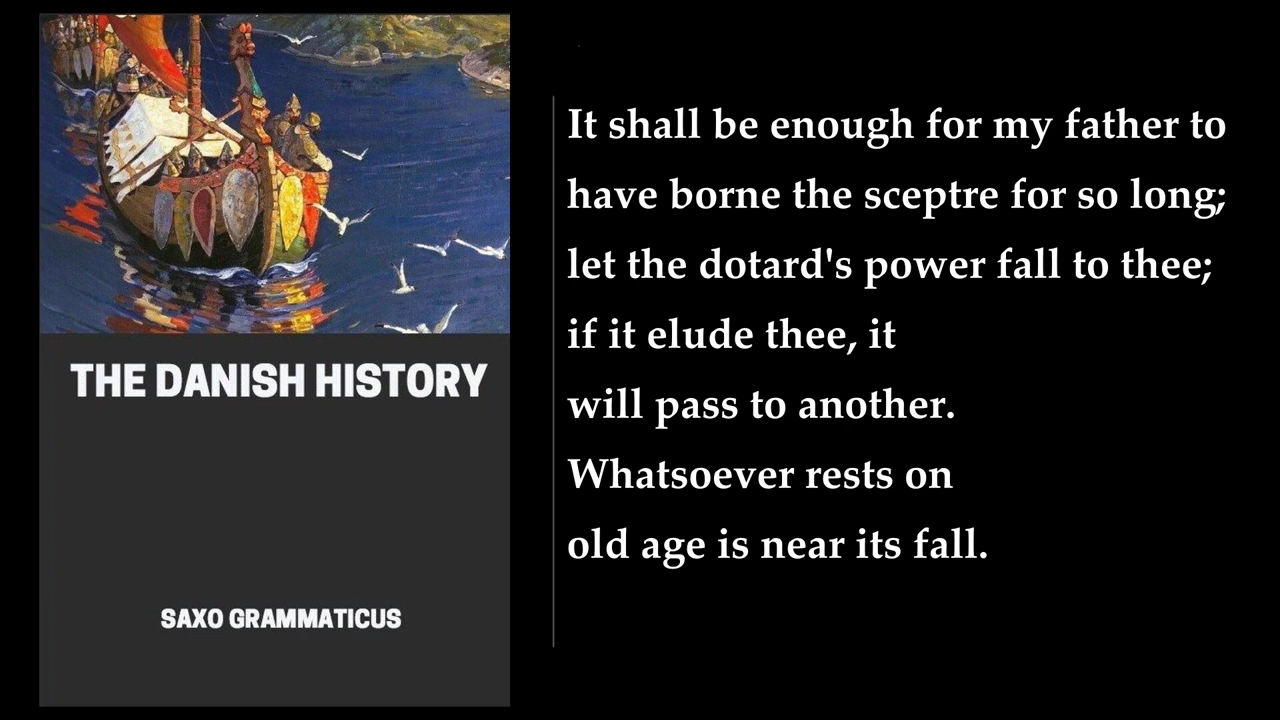 THE DANISH HISTORY
SAXO GRAMMATICUS
It shall be enough for my father to
have borne the sceptre for so long;
let the dotard's power fall to thee;
if it elude thee, it
will pass to another.
Whatsoever rests on
old age is near its fall.